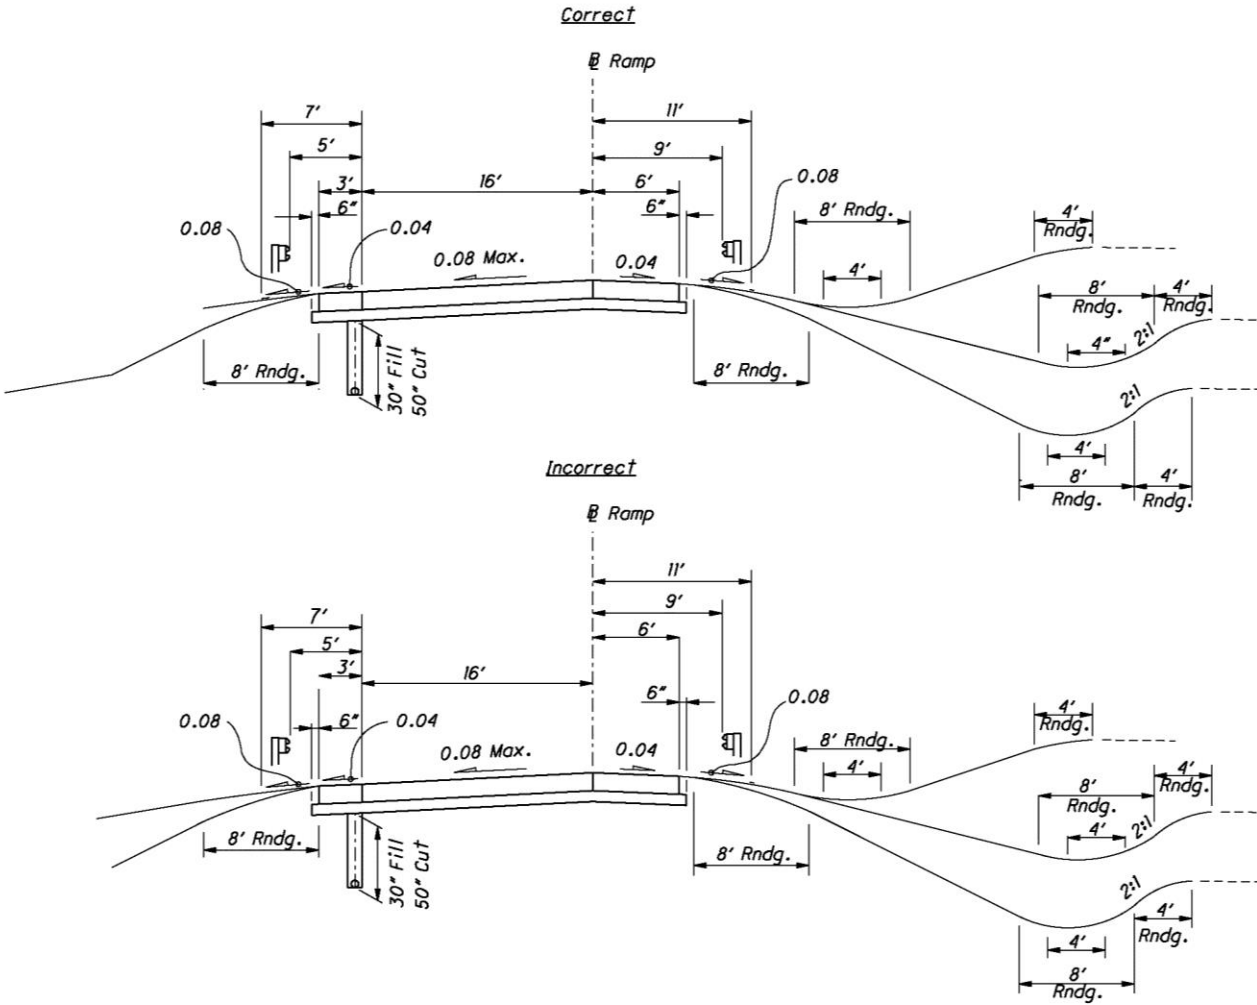 Correct
℄ Ramp
7'
11'
5'
9'
3'
16'
6'
0.08
6"
6"
8' Rndg.
4'
Rndg.
0.08
0.04
0.08 Max.
0.04
4'
8'
Rndg.
4'
Rndg.
30" Fill
50" Cut
4"
2:1
8' Rndg.
8' Rndg.
2:1
4'
8'
Rndg.
4'
Rndg.
Incorrect
℄ Ramp
11'
7'
9'
5'
6'
3'
16'
6"
0.08
0.08
6"
0.04
0.08 Max.
0.04
8' Rndg.
4'
4'
Rndg.
8'
Rndg.
4'
Rndg.
4'
2:1
8' Rndg.
30" Fill
50" Cut
8' Rndg.
2:1
4'
Rndg.
4'
8'
Rndg.